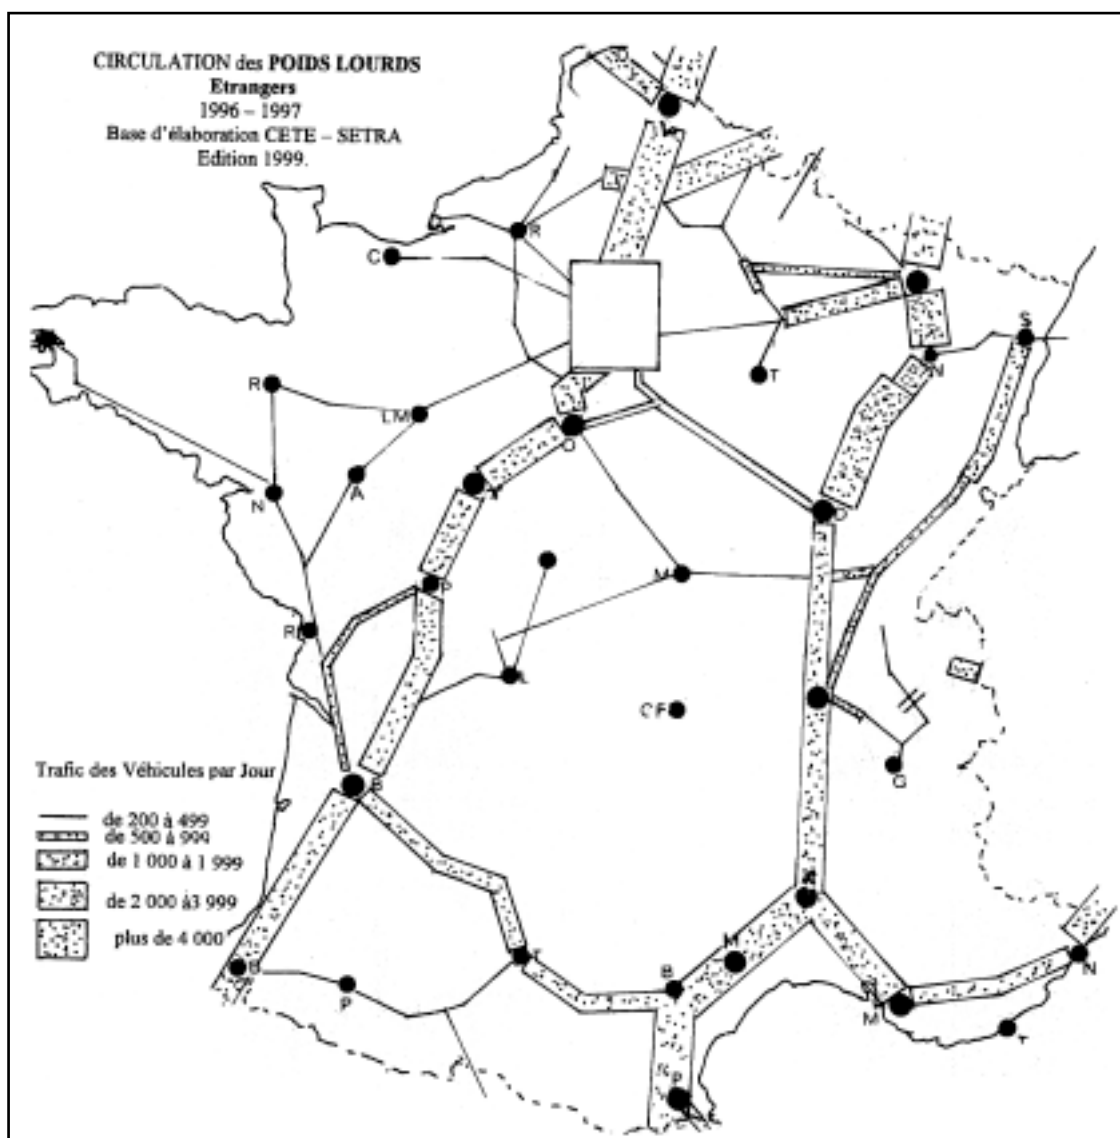 CIRCULATION des POIDS LOURDS
Etrangers
1996 – 1997
Base d'élaboration CETE – SETRA
Edition 1999.
R
C
S
N
T
R
LM
O
A
N
D
P
M
R
L
CF
G
Trafic des Véhicules par Jour
B
de 200 à 499
de 500 à 999
de 1 000 à 1 999
de 2 000 à3 999
plus de 4 000
M
T
N
B
B
P
M
T
P